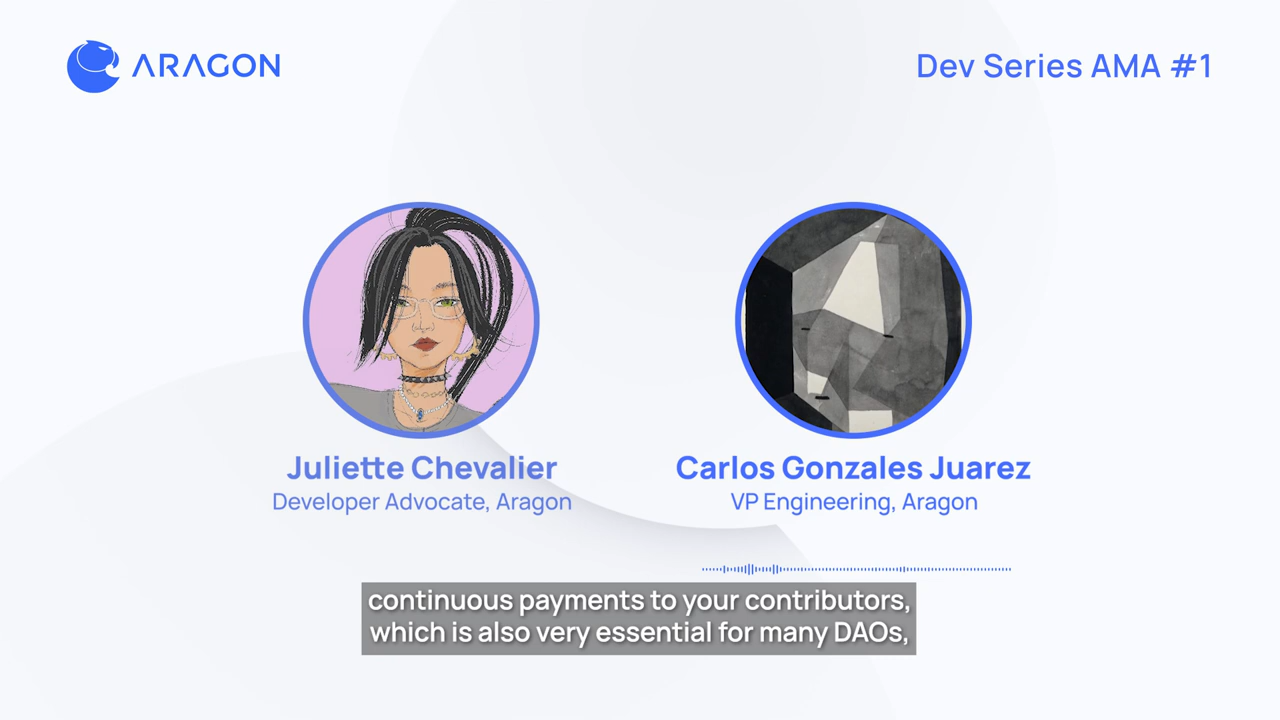 ARAGON
Dev Series AMA #1
Juliette Chevalier
Developer Advocate, Aragon
Carlos Gonzales Juarez
VP Engineering, Aragon
continuous payments to your contributors,
which is also very essential for many DAOs,